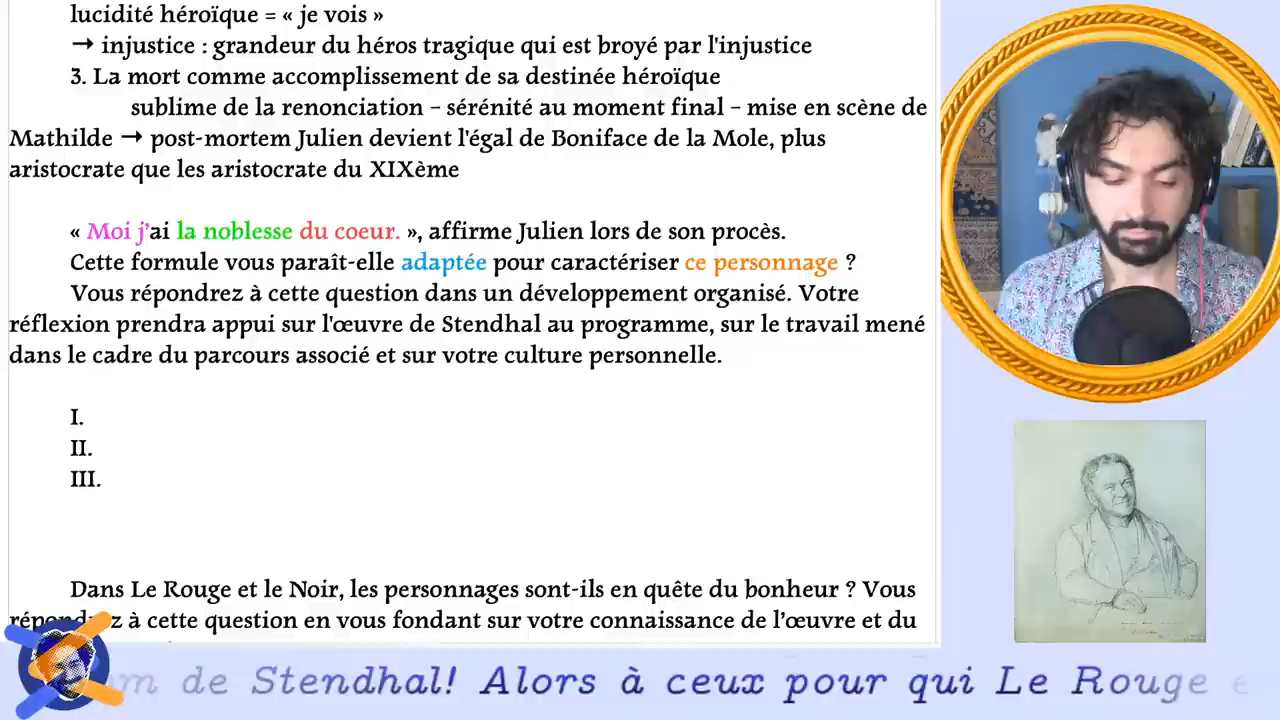 lucidité héroïque = « je vois »
→ injustice : grandeur du héros tragique qui est broyé par l'injustice
3. La mort comme accomplissement de sa destinée héroïque
sublime de la renonciation – sérénité au moment final – mise en scène de
Mathilde → post-mortem Julien devient l'égal de Boniface de la Mole, plus
aristocrate que les aristocrate du XIXème
« Moi j'ai la noblesse du coeur. », affirme Julien lors de son procès.
Cette formule vous paraît-elle adaptée pour caractériser ce personnage ?
Vous répondrez à cette question dans un développement organisé. Votre
réflexion prendra appui sur l'œuvre de Stendhal au programme, sur le travail mené
dans le cadre du parcours associé et sur votre culture personnelle.
I.
II.
III.
Dans Le Rouge et le Noir, les personnages sont-ils en quête du bonheur ? Vous
à cette question en vous fondant sur votre connaissance de l'œuvre et du
de Stendhal! Alors à ceux pour qui Le Rouge